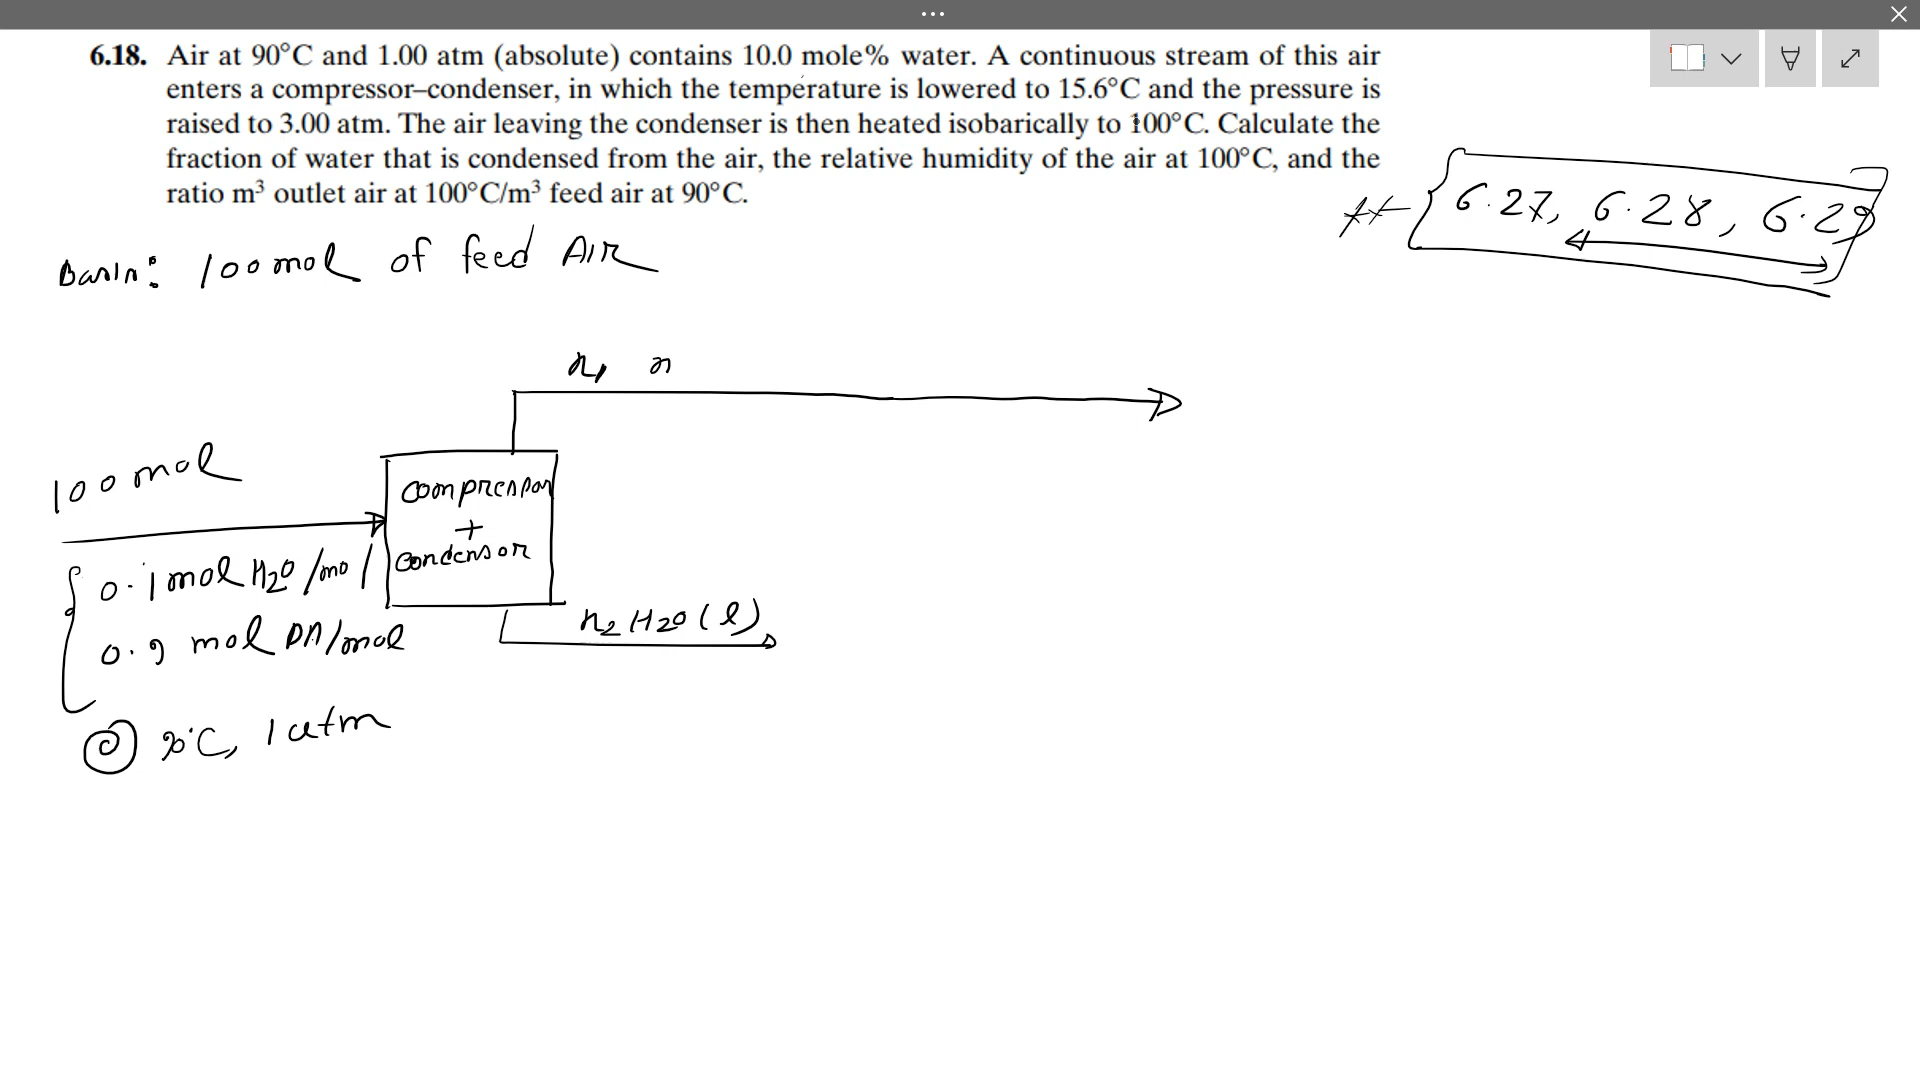 6.18. Air at 90°C and 1.00 atm (absolute) contains 10.0 mole% water. A continuous stream of this air
enters a compressor–condenser, in which the temperature is lowered to 15.6°C and the pressure is
raised to 3.00 atm. The air leaving the condenser is then heated isobarically to 100°C. Calculate the
fraction of water that is condensed from the air, the relative humidity of the air at 100°C, and the
ratio m³ outlet air at 100°C/m³ feed air at 90°C.
** { 6.27, 6.28, 6.29
Basis: 100 mol of feed AIR
n₁
100 mol
compressor
+
condensor
0.1 mol H₂O/mol
0.9 mol DA/mol
n₂ H₂O (l)
@ 90°C, 1 atm